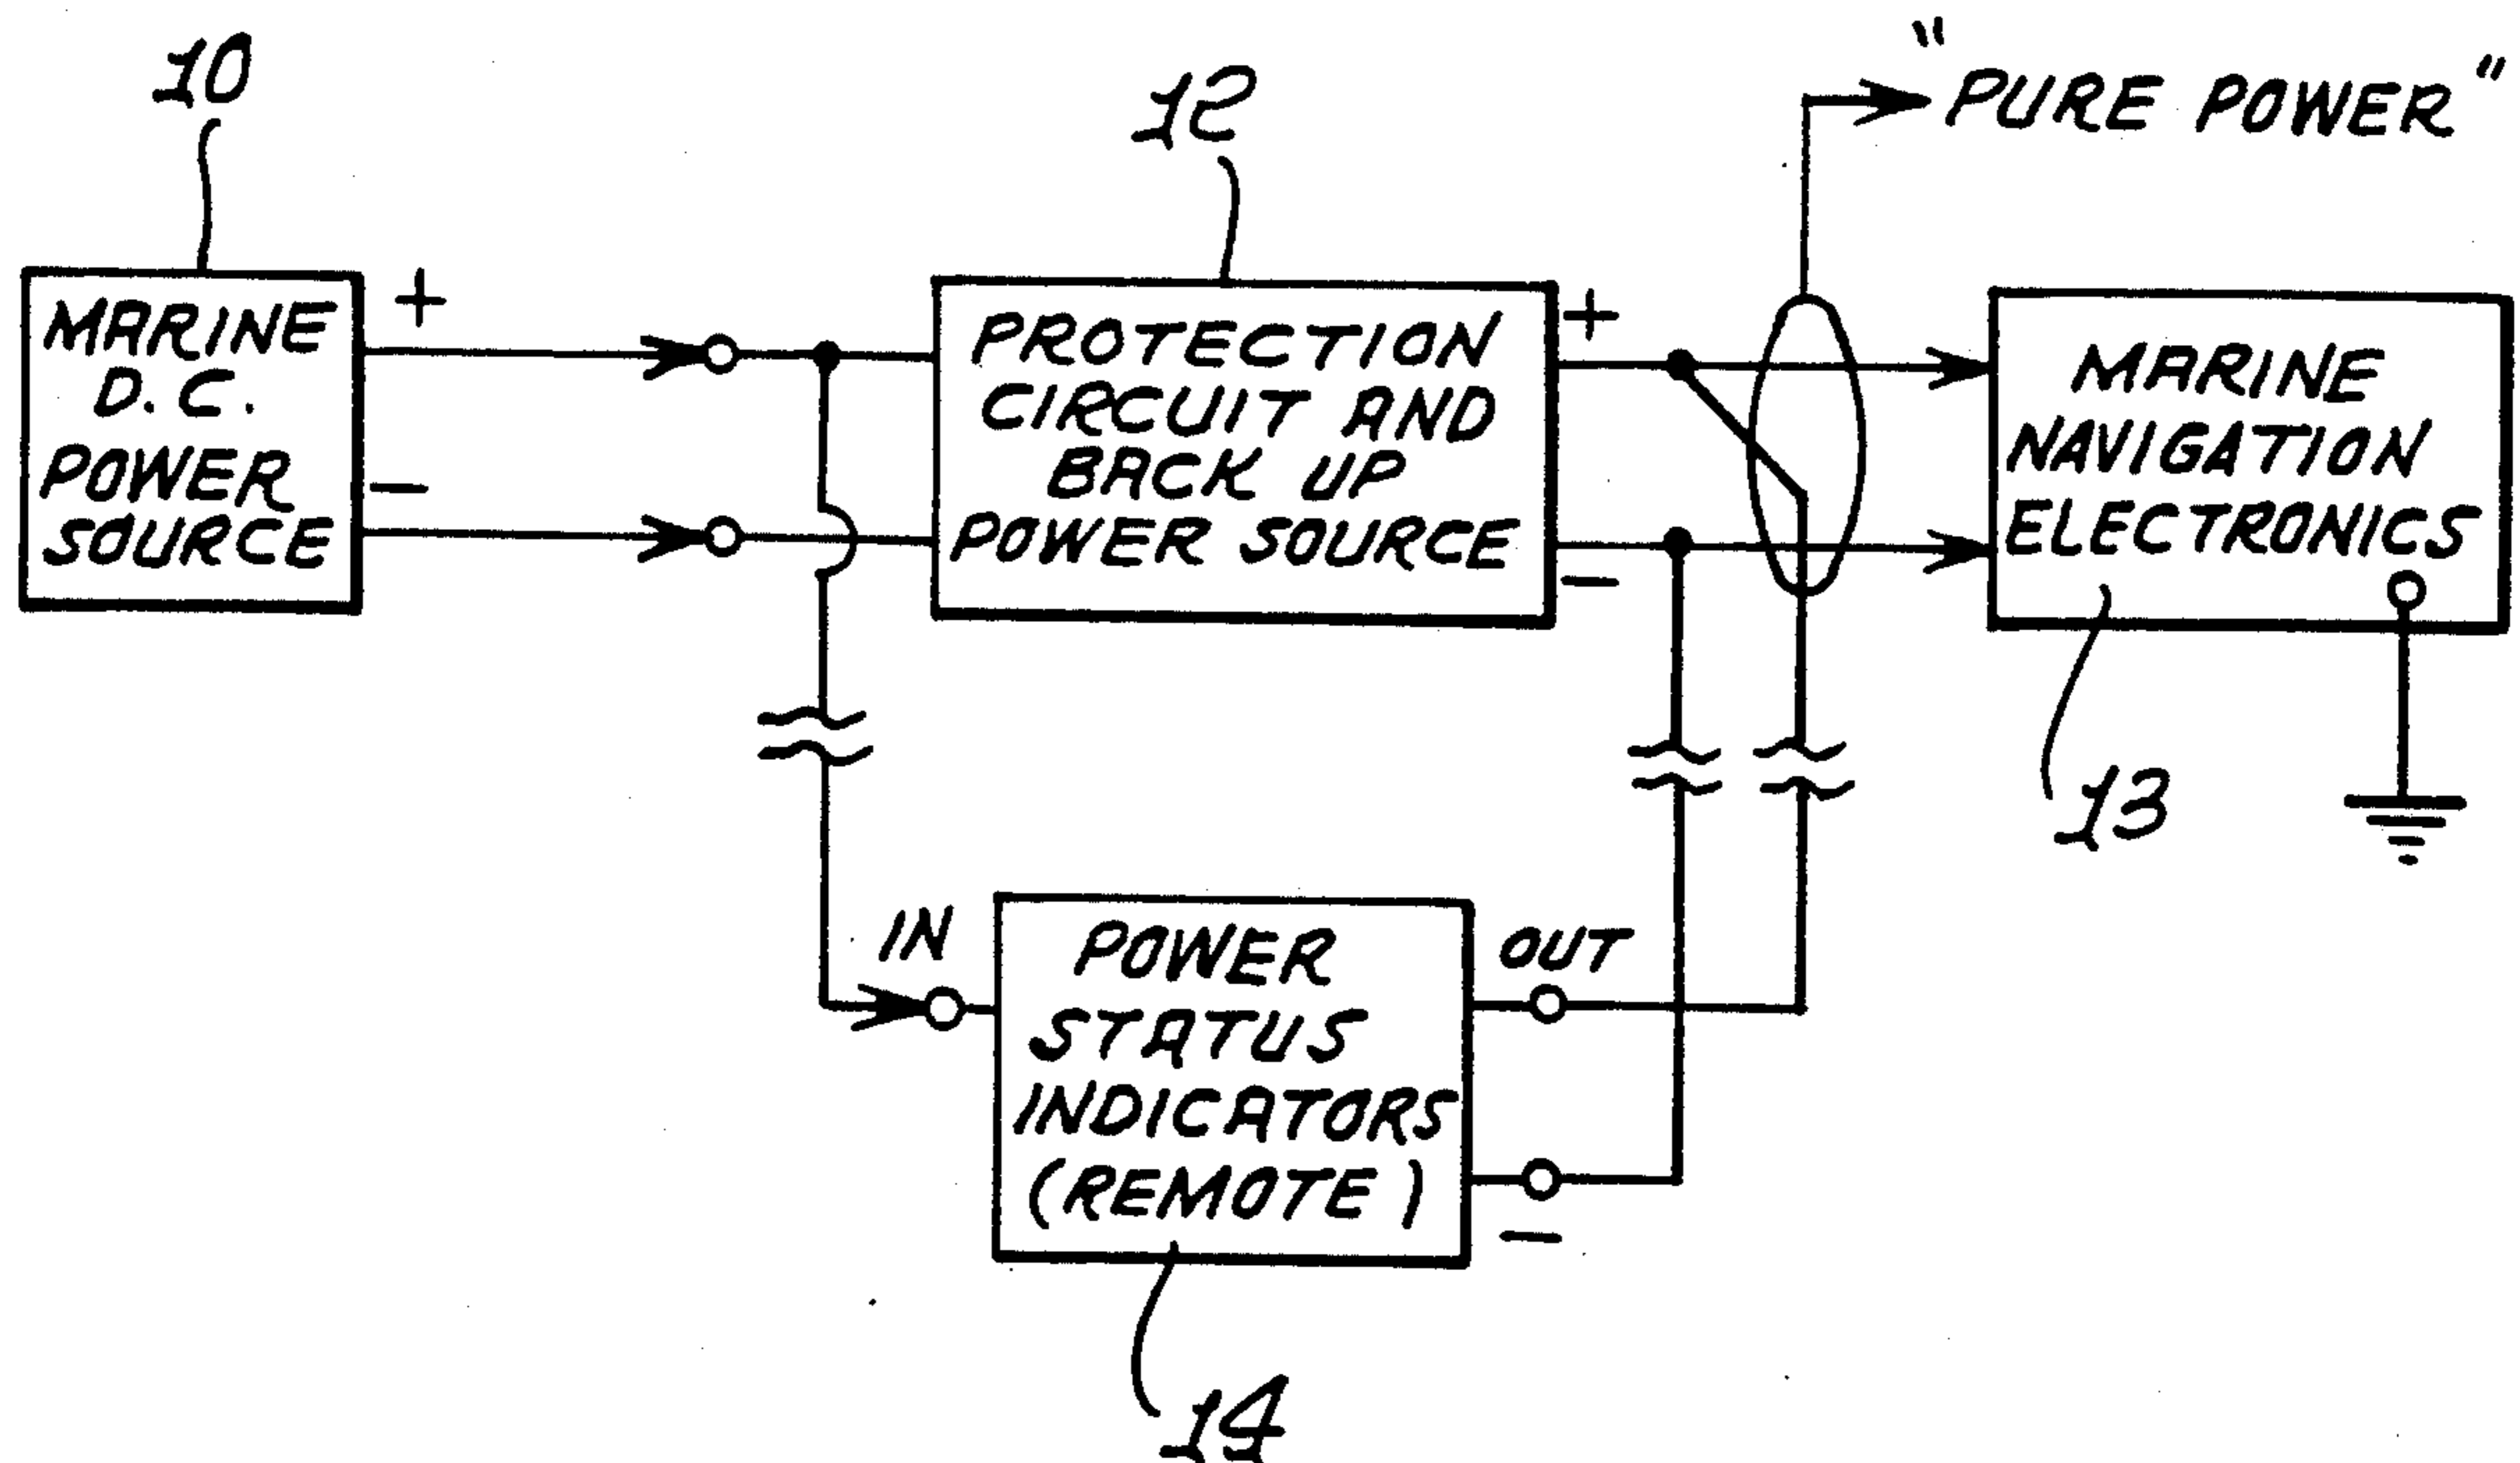 10
12
"PURE POWER"
MARINE
D.C.
POWER
SOURCE
+
−
PROTECTION
CIRCUIT AND
BACK UP
POWER SOURCE
+
−
MARINE
NAVIGATION
ELECTRONICS
13
IN
POWER
STATUS
INDICATORS
(REMOTE)
OUT
−
14